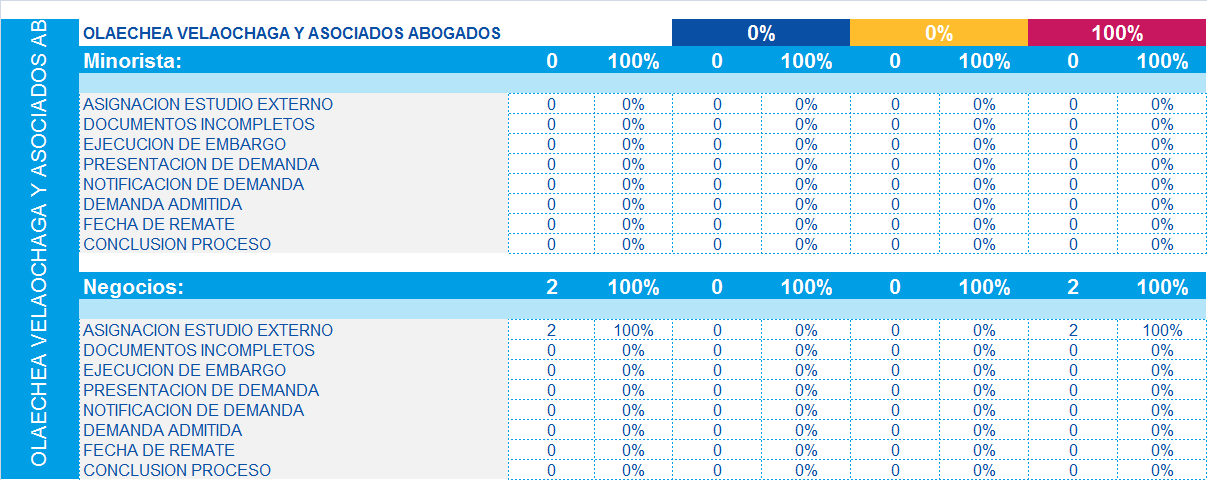 OLAECHEA VELAOCHAGA Y ASOCIADOS AB
OLAECHEA VELAOCHAGA Y ASOCIADOS ABOGADOS 0% 0% 100%
Minorista: 0 100% 0 100% 0 100% 0 100%
ASIGNACION ESTUDIO EXTERNO 0 0% 0 0% 0 0% 0 0%
DOCUMENTOS INCOMPLETOS 0 0% 0 0% 0 0% 0 0%
EJECUCION DE EMBARGO 0 0% 0 0% 0 0% 0 0%
PRESENTACION DE DEMANDA 0 0% 0 0% 0 0% 0 0%
NOTIFICACION DE DEMANDA 0 0% 0 0% 0 0% 0 0%
DEMANDA ADMITIDA 0 0% 0 0% 0 0% 0 0%
FECHA DE REMATE 0 0% 0 0% 0 0% 0 0%
CONCLUSION PROCESO 0 0% 0 0% 0 0% 0 0%
Negocios: 2 100% 0 100% 0 100% 2 100%
ASIGNACION ESTUDIO EXTERNO 2 100% 0 0% 0 0% 2 100%
DOCUMENTOS INCOMPLETOS 0 0% 0 0% 0 0% 0 0%
EJECUCION DE EMBARGO 0 0% 0 0% 0 0% 0 0%
PRESENTACION DE DEMANDA 0 0% 0 0% 0 0% 0 0%
NOTIFICACION DE DEMANDA 0 0% 0 0% 0 0% 0 0%
DEMANDA ADMITIDA 0 0% 0 0% 0 0% 0 0%
FECHA DE REMATE 0 0% 0 0% 0 0% 0 0%
CONCLUSION PROCESO 0 0% 0 0% 0 0% 0 0%